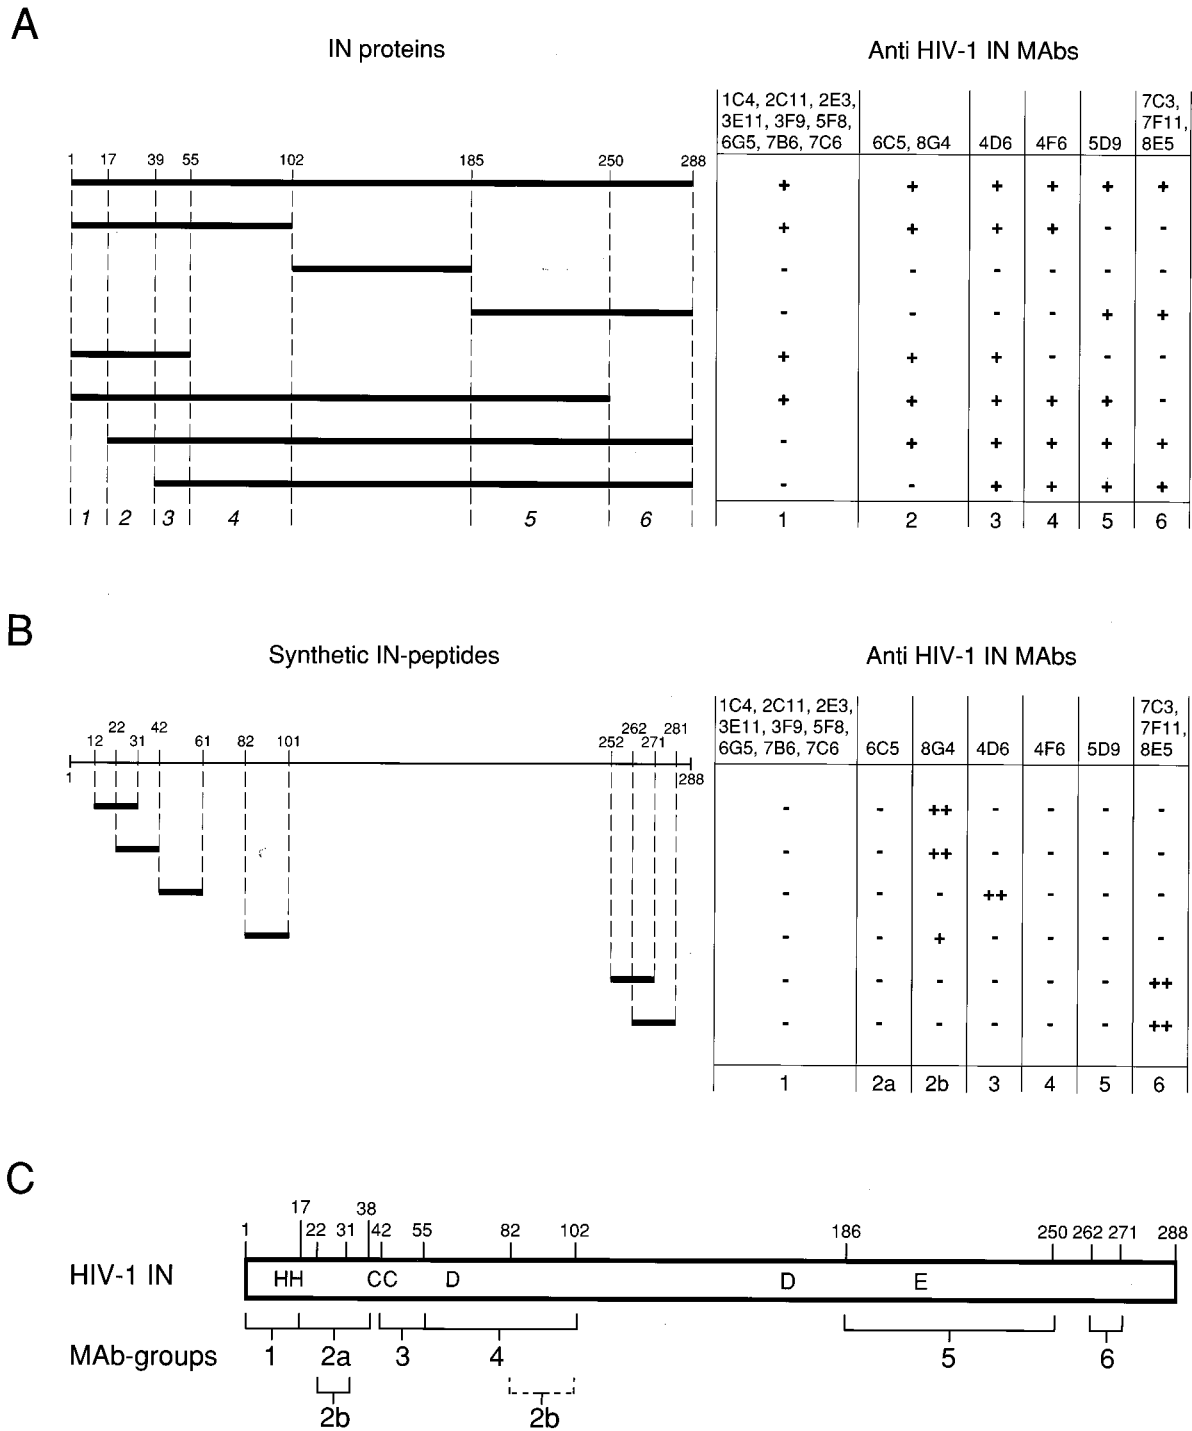 A
IN proteins
Anti HIV-1 IN MAbs
1C4, 2C11, 2E3,
3E11, 3F9, 5F8,
6G5, 7B6, 7C6
6C5, 8G4
4D6
4F6
5D9
7C3,
7F11,
8E5
1 17 39 55 102 185 250 288
+ + + + + +
+ + + + - -
- - - - - -
- - - - + +
+ + + - - -
+ + + + + -
- + + + + +
- - + + + +
1 2 3 4 5 6
1 2 3 4 5 6
B
Synthetic IN-peptides
Anti HIV-1 IN MAbs
1C4, 2C11, 2E3,
3E11, 3F9, 5F8,
6G5, 7B6, 7C6
6C5
8G4
4D6
4F6
5D9
7C3,
7F11,
8E5
22 42 262 281
12 31 61 82 101 252 271
1 288
- - ++ - - - -
- - ++ - - - -
- - - ++ - - -
- - + - - - -
- - - - - - ++
- - - - - - ++
1 2a 2b 3 4 5 6
C
17 38
1 22 31 42 55 82 102 186 250 262 271 288
HIV-1 IN
HH CC D D E
MAb-groups
1 2a 3 4 5 6
2b 2b